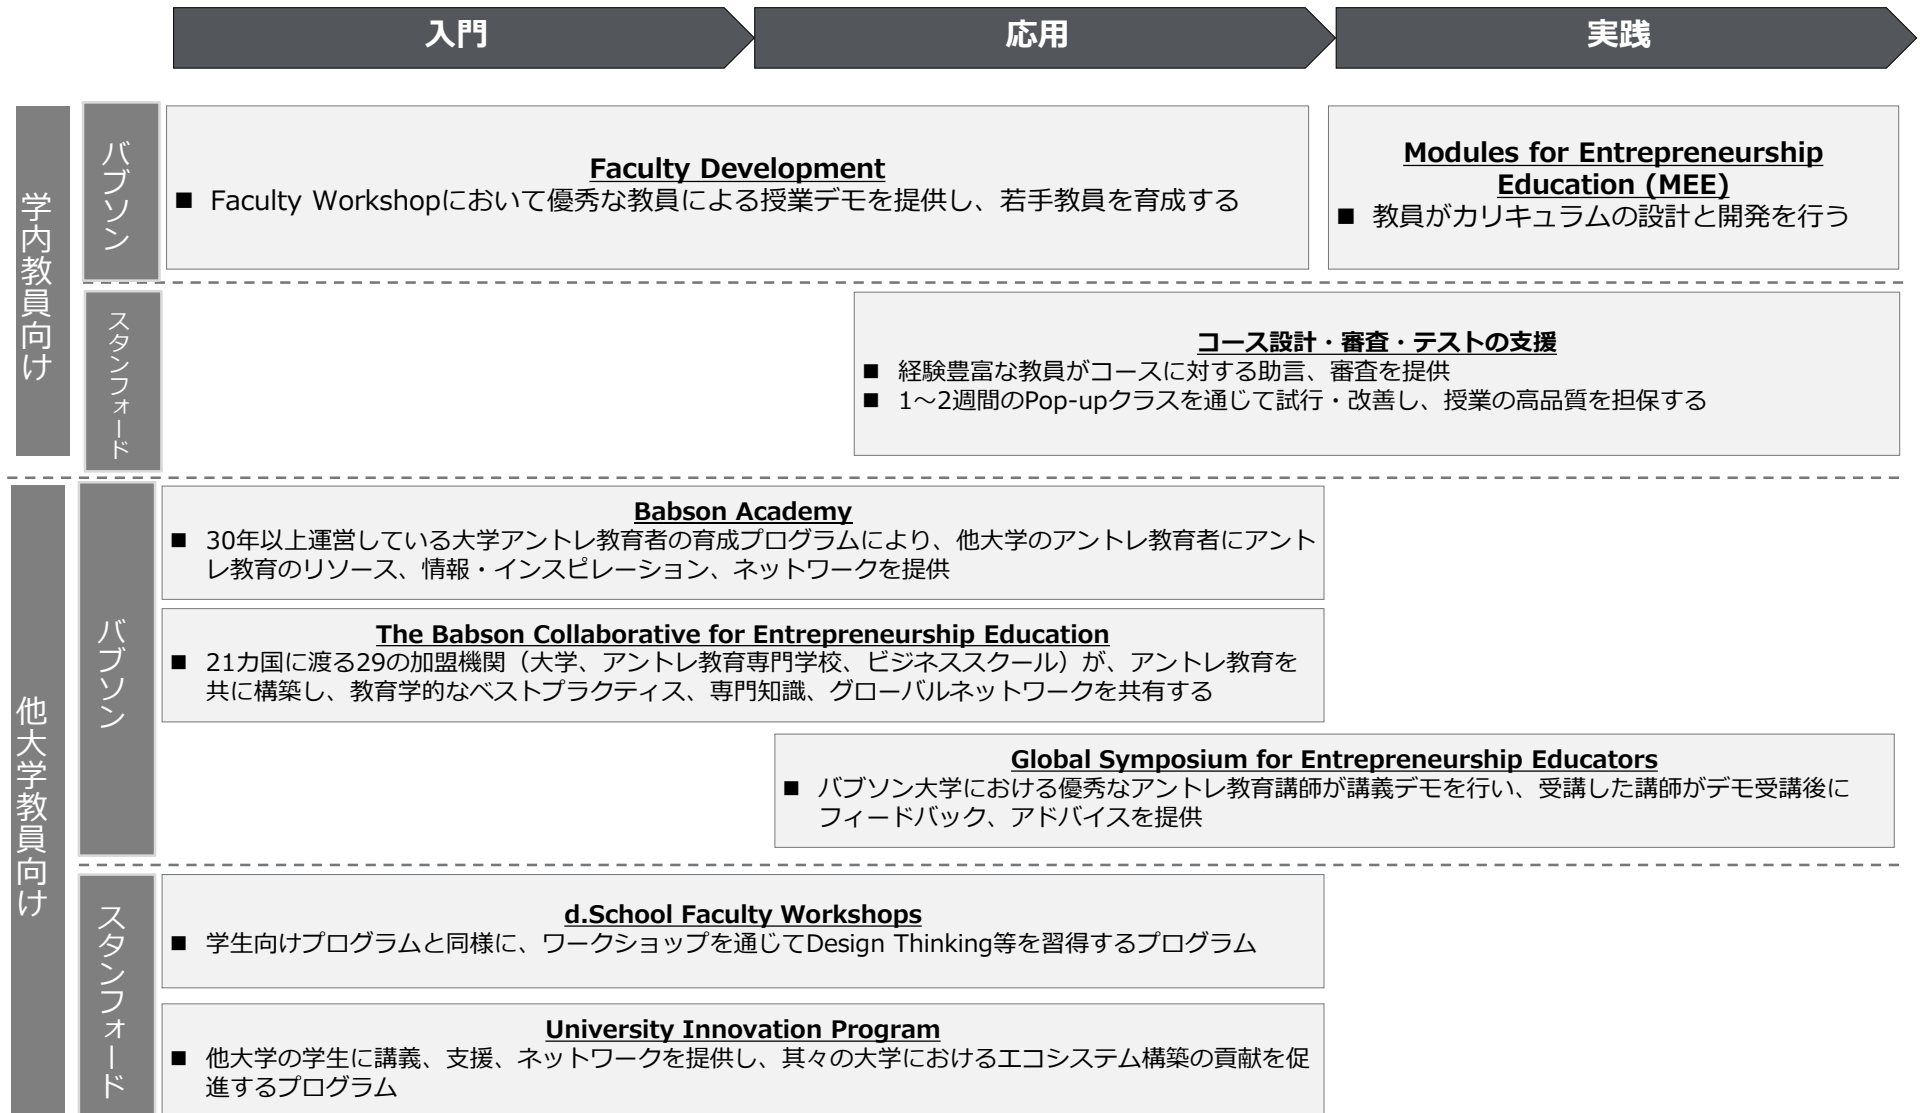 入門
応用
実践
学内教員向け
バブソン
Faculty Development
■ Faculty Workshopにおいて優秀な教員による授業デモを提供し、若手教員を育成する
Modules for Entrepreneurship
Education (MEE)
■ 教員がカリキュラムの設計と開発を行う
スタンフォード
コース設計・審査・テストの支援
■ 経験豊富な教員がコースに対する助言、審査を提供
■ 1～2週間のPop-upクラスを通じて試行・改善し、授業の高品質を担保する
他大学教員向け
バブソン
Babson Academy
■ 30年以上運営している大学アントレ教育者の育成プログラムにより、他大学のアントレ教育者にアント
レ教育のリソース、情報・インスピレーション、ネットワークを提供
The Babson Collaborative for Entrepreneurship Education
■ 21カ国に渡る29の加盟機関（大学、アントレ教育専門学校、ビジネススクール）が、アントレ教育を
共に構築し、教育学的なベストプラクティス、専門知識、グローバルネットワークを共有する
Global Symposium for Entrepreneurship Educators
■ バブソン大学における優秀なアントレ教育講師が講義デモを行い、受講した講師がデモ受講後に
フィードバック、アドバイスを提供
スタンフォード
d.School Faculty Workshops
■ 学生向けプログラムと同様に、ワークショップを通じてDesign Thinking等を習得するプログラム
University Innovation Program
■ 他大学の学生に講義、支援、ネットワークを提供し、其々の大学におけるエコシステム構築の貢献を促
進するプログラム